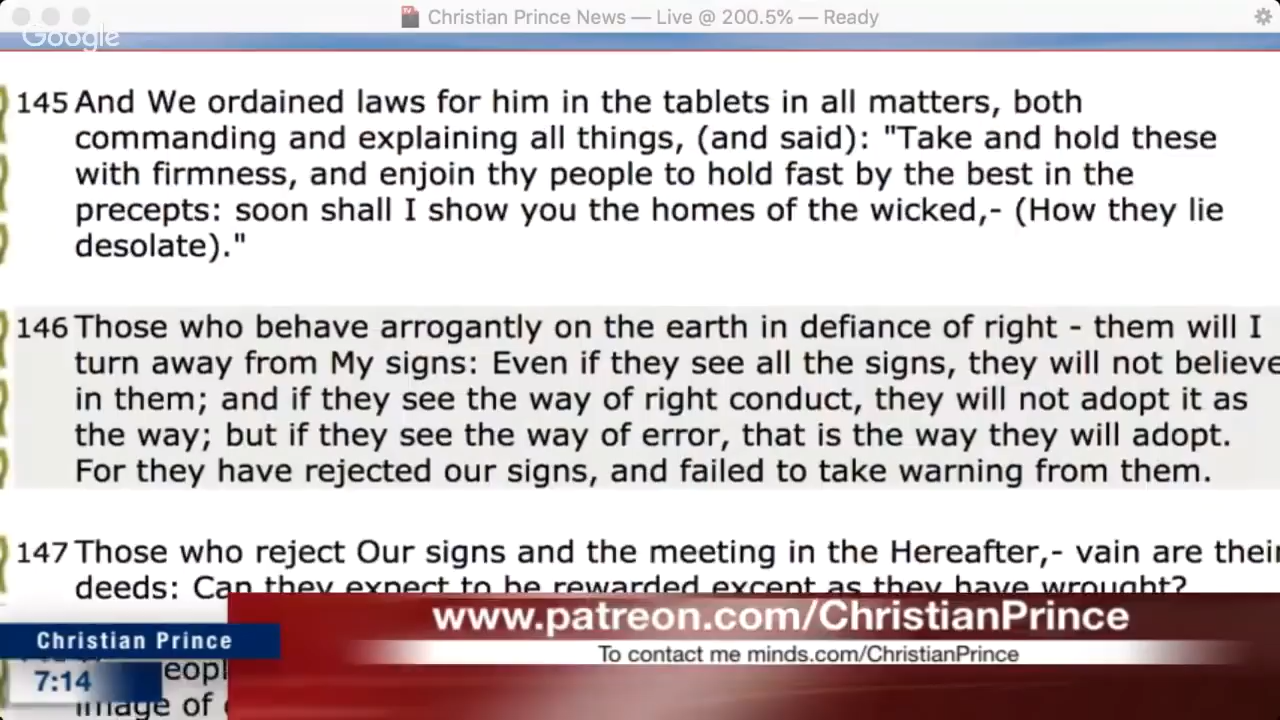 Christian Prince News — Live @ 200.5% — Ready
Google
145 And We ordained laws for him in the tablets in all matters, both
commanding and explaining all things, (and said): "Take and hold these
with firmness, and enjoin thy people to hold fast by the best in the
precepts: soon shall I show you the homes of the wicked,- (How they lie
desolate)."
146 Those who behave arrogantly on the earth in defiance of right - them will I
turn away from My signs: Even if they see all the signs, they will not believe
in them; and if they see the way of right conduct, they will not adopt it as
the way; but if they see the way of error, that is the way they will adopt.
For they have rejected our signs, and failed to take warning from them.
147 Those who reject Our signs and the meeting in the Hereafter,- vain are their
deeds: Can they expect to be rewarded except as they have wrought?
www.patreon.com/ChristianPrince
Christian Prince
To contact me minds.com/ChristianPrince
7:14
image of